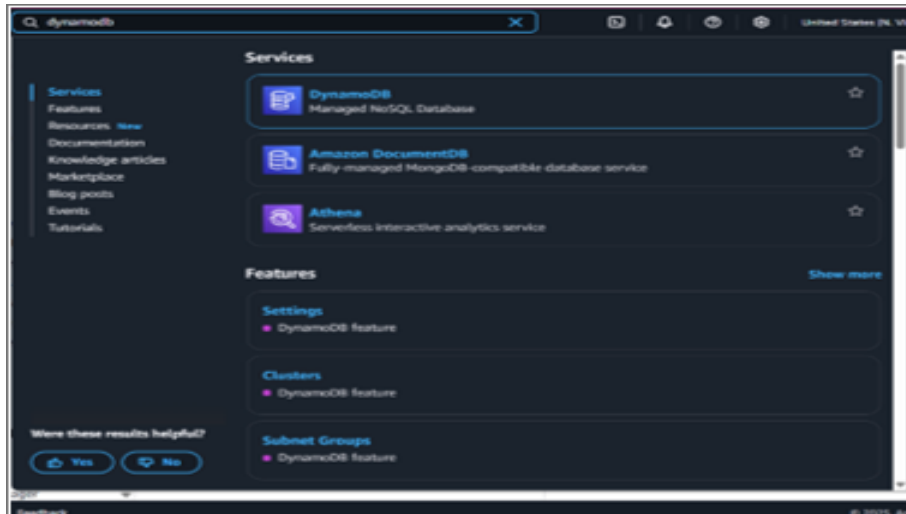 dynamodb
United States (N. Vi
Services
Features
Resources New
Documentation
Knowledge articles
Marketplace
Blog posts
Events
Tutorials
Services
DynamoDB
Managed NoSQL Database
Amazon DocumentDB
Fully-managed MongoDB-compatible database service
Athena
Serverless interactive analytics service
Features
Show more
Settings
DynamoDB feature
Clusters
DynamoDB feature
Subnet Groups
DynamoDB feature
Were these results helpful?
Yes
No
ager
Feedback
© 2025, A